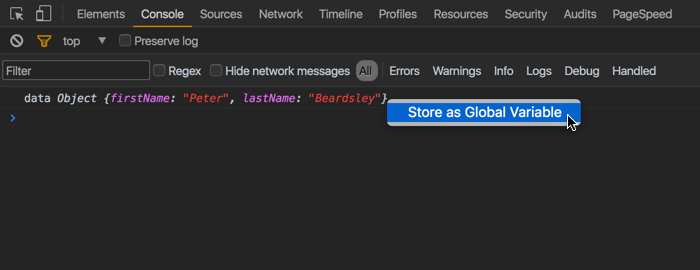 Elements Console Sources Network Timeline Profiles Resources Security Audits PageSpeed
top ▼ Preserve log
Filter Regex Hide network messages All Errors Warnings Info Logs Debug Handled
data Object {firstName: "Peter", lastName: "Beardsley"}
Store as Global Variable
>